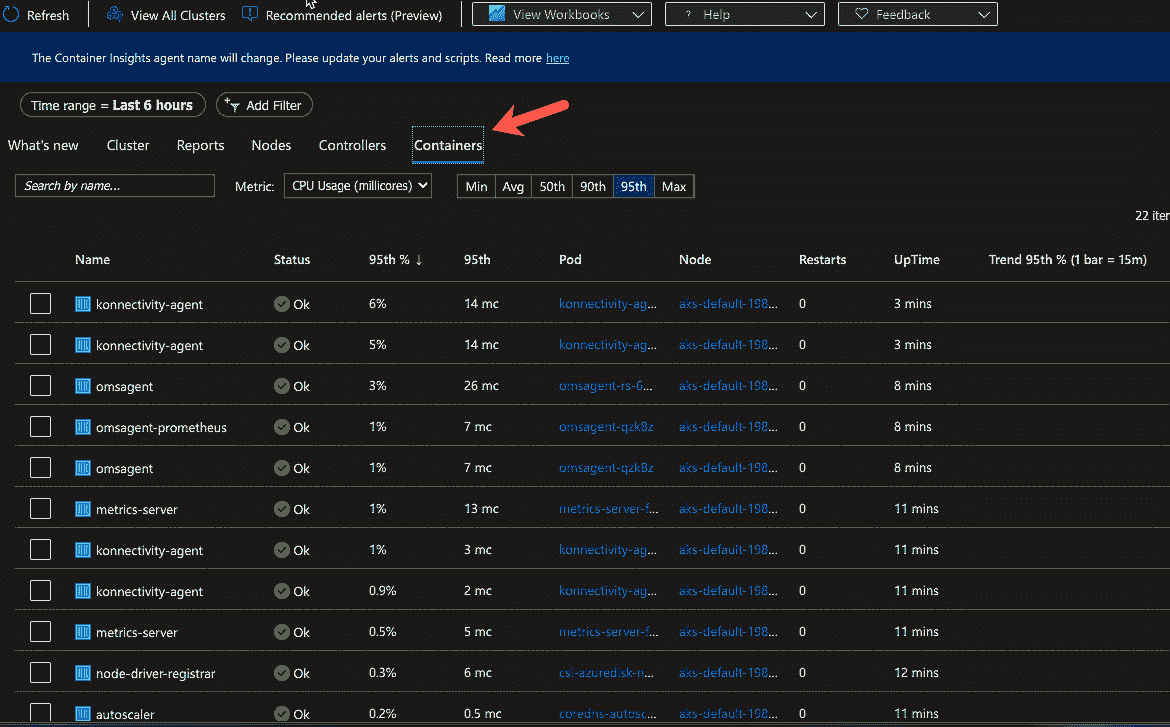 Refresh View All Clusters Recommended alerts (Preview) View Workbooks ? Help Feedback
The Container Insights agent name will change. Please update your alerts and scripts. Read more here
Time range = Last 6 hours Add Filter
What's new Cluster Reports Nodes Controllers Containers
Search by name... Metric: CPU Usage (millicores) Min Avg 50th 90th 95th Max
22 iter
Name Status 95th % ↓ 95th Pod Node Restarts UpTime Trend 95th % (1 bar = 15m)
konnectivity-agent Ok 6% 14 mc konnectivity-ag... aks-default-198... 0 3 mins
konnectivity-agent Ok 5% 14 mc konnectivity-ag... aks-default-198... 0 3 mins
omsagent Ok 3% 26 mc omsagent-rs-6... aks-default-198... 0 8 mins
omsagent-prometheus Ok 1% 7 mc omsagent-qzk8z aks-default-198... 0 8 mins
omsagent Ok 1% 7 mc omsagent-qzk8z aks-default-198... 0 8 mins
metrics-server Ok 1% 13 mc metrics-server-f... aks-default-198... 0 11 mins
konnectivity-agent Ok 1% 3 mc konnectivity-ag... aks-default-198... 0 11 mins
konnectivity-agent Ok 0.9% 2 mc konnectivity-ag... aks-default-198... 0 11 mins
metrics-server Ok 0.5% 5 mc metrics-server-f... aks-default-198... 0 11 mins
node-driver-registrar Ok 0.3% 6 mc csi-azuredisk-n... aks-default-198... 0 12 mins
autoscaler Ok 0.2% 0.5 mc coredns-autosc... aks-default-198... 0 11 mins